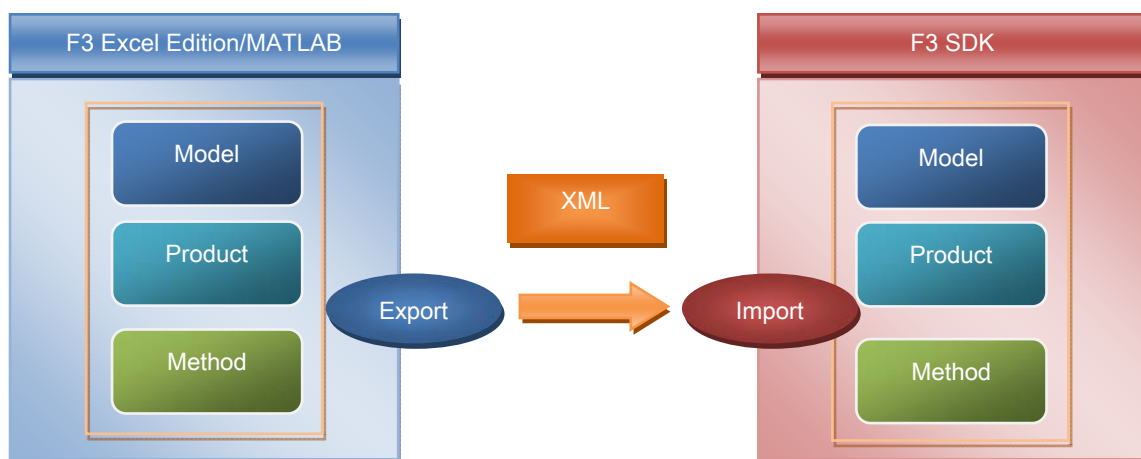 F3 Excel Edition/MATLAB
Model
Product
Method
Export
XML
Import
F3 SDK
Model
Product
Method